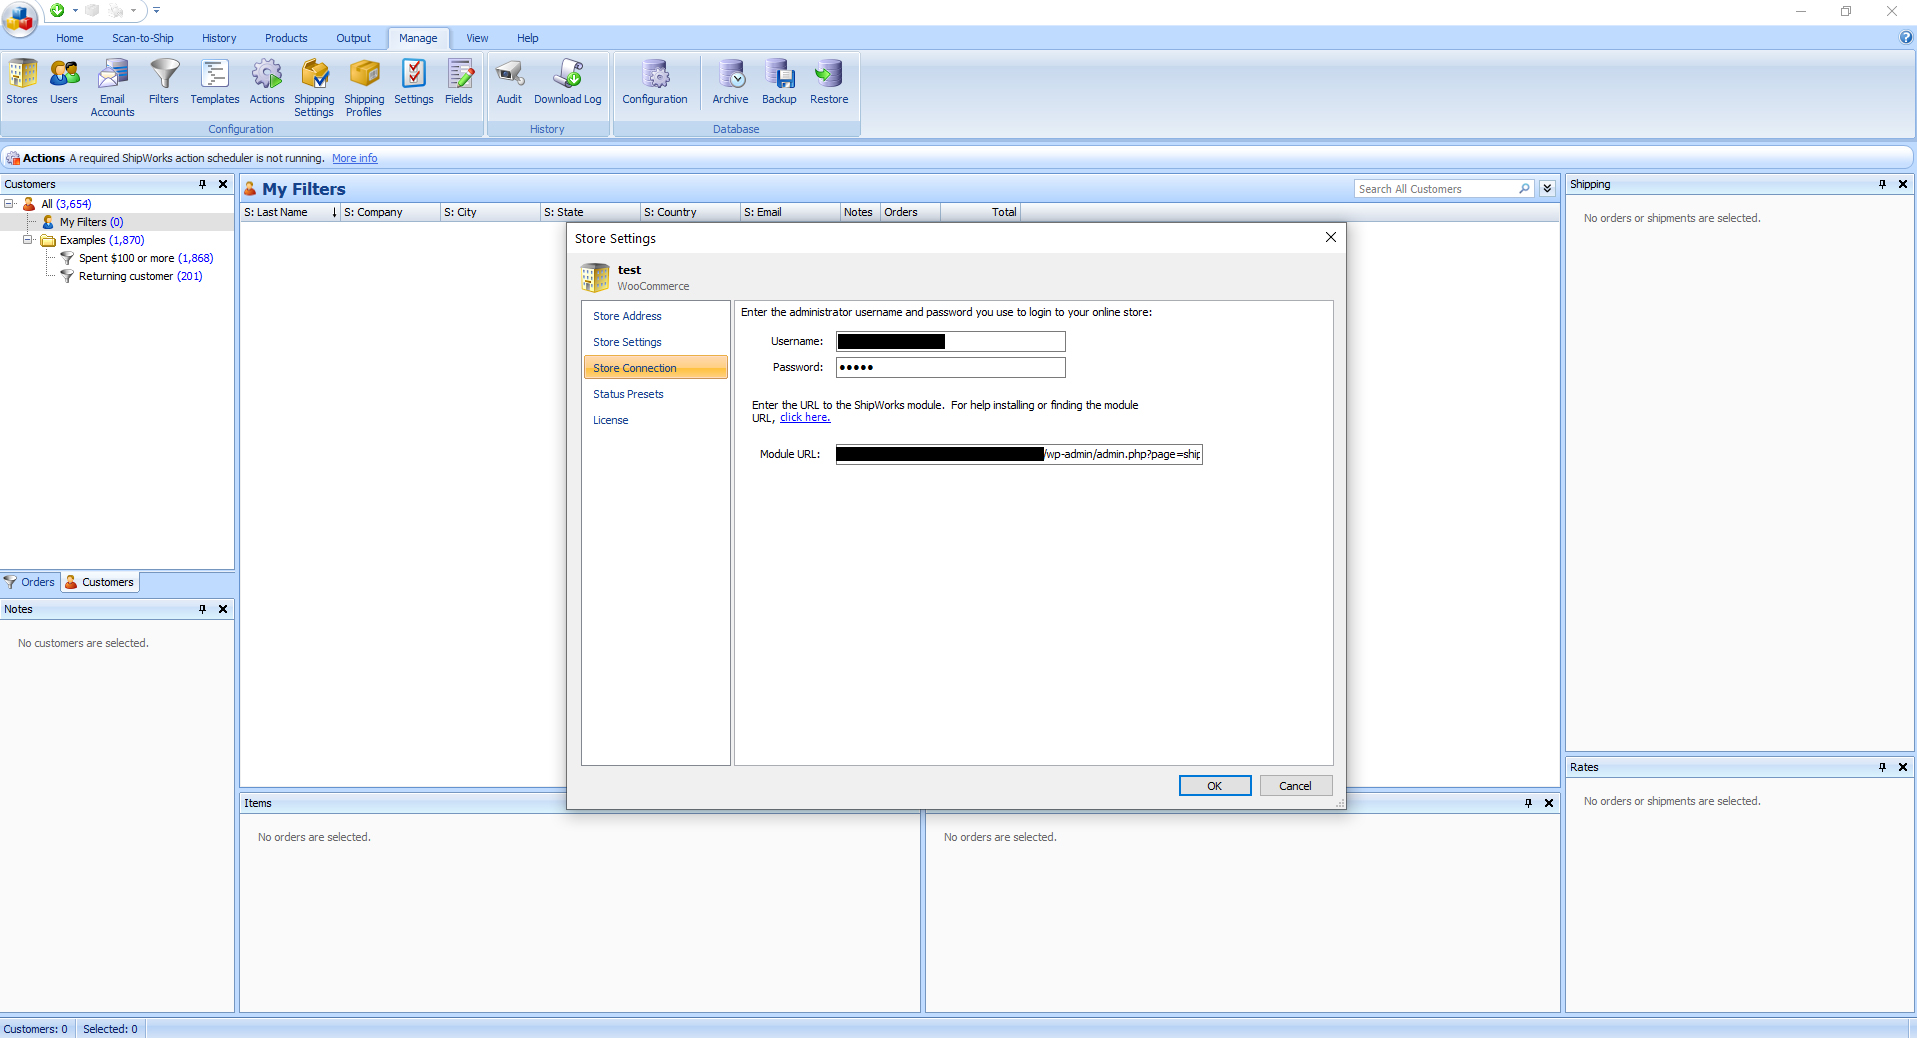 Home Scan-to-Ship History Products Output Manage View Help
Stores Users Email Accounts Filters Templates Actions Shipping Settings Shipping Profiles Settings Fields Audit Download Log Configuration Archive Backup Restore
Configuration History Database
Actions A required ShipWorks action scheduler is not running. More info
Customers
All (3,654)
My Filters (0)
Examples (1,870)
Spent $100 or more (1,868)
Returning customer (201)
Orders Customers
Notes
No customers are selected.
My Filters
Search All Customers
S: Last Name S: Company S: City S: State S: Country S: Email Notes Orders Total
Store Settings
test
WooCommerce
Store Address
Store Settings
Store Connection
Status Presets
License
Enter the administrator username and password you use to login to your online store:
Username:
Password: •••••
Enter the URL to the ShipWorks module. For help installing or finding the module
URL, click here.
Module URL: /wp-admin/admin.php?page=ship
OK Cancel
Items
No orders are selected.
No orders are selected.
Shipping
No orders or shipments are selected.
Rates
No orders or shipments are selected.
Customers: 0 Selected: 0